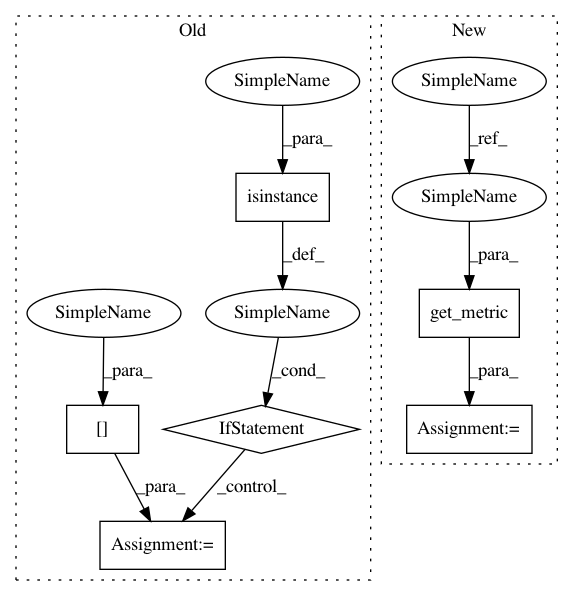 Old
New
SimpleName
SimpleName
_para_
_ref_
isinstance
SimpleName
_def_
_para_
SimpleName
SimpleName
get_metric
_para_
_cond_
_para_
[]
IfStatement
Assignment:=
_para_
_control_
Assignment:=